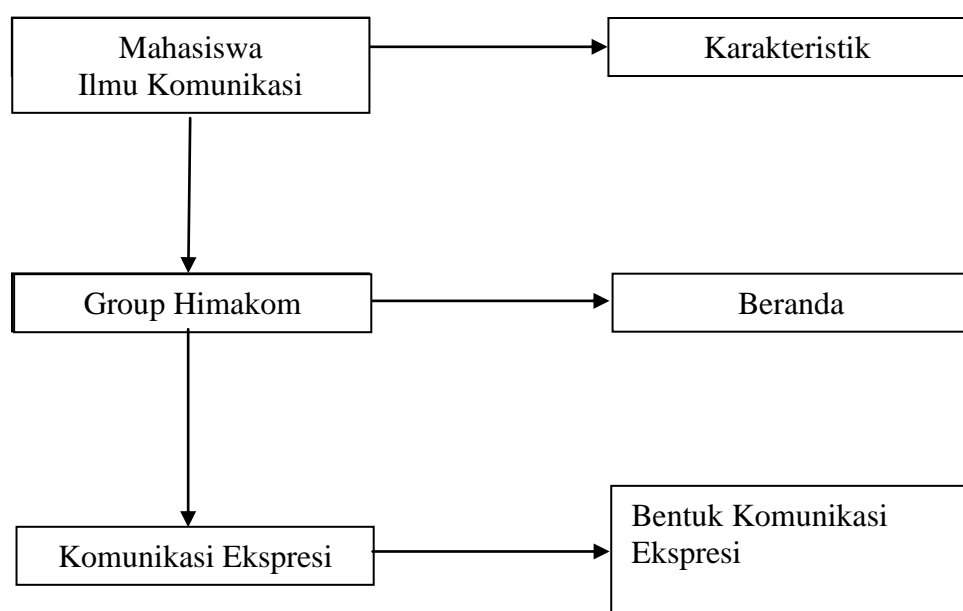 Mahasiswa
Ilmu Komunikasi
Karakteristik
Group Himakom
Beranda
Komunikasi Ekspresi
Bentuk Komunikasi
Ekspresi